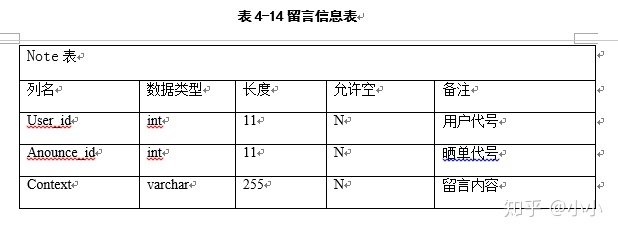 表 4-14 留言信息表
Note 表
列名 数据类型 长度 允许空 备注
User_id int 11 N 用户代号
Anounce_id int 11 N 晒单代号
Context varchar 255 N 留言内容
知乎 @小小